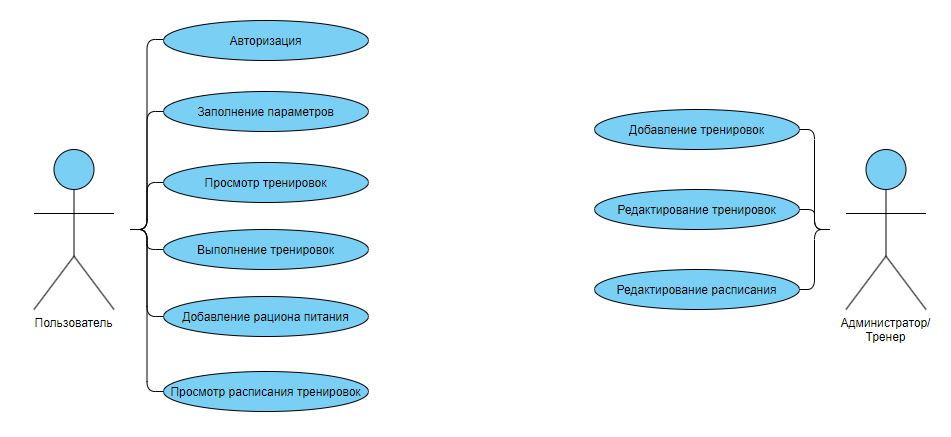 Авторизация
Заполнение параметров
Просмотр тренировок
Выполнение тренировок
Добавление рациона питания
Просмотр расписания тренировок
Пользователь
Добавление тренировок
Редактирование тренировок
Редактирование расписания
Администратор/
Тренер